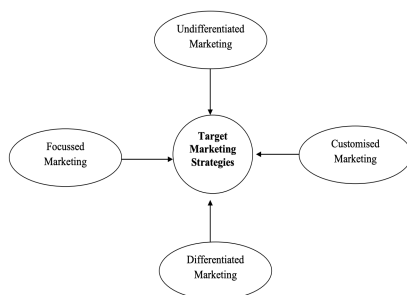 Undifferentiated
Marketing
Target
Marketing
Strategies
Focussed
Marketing
Customised
Marketing
Differentiated
Marketing